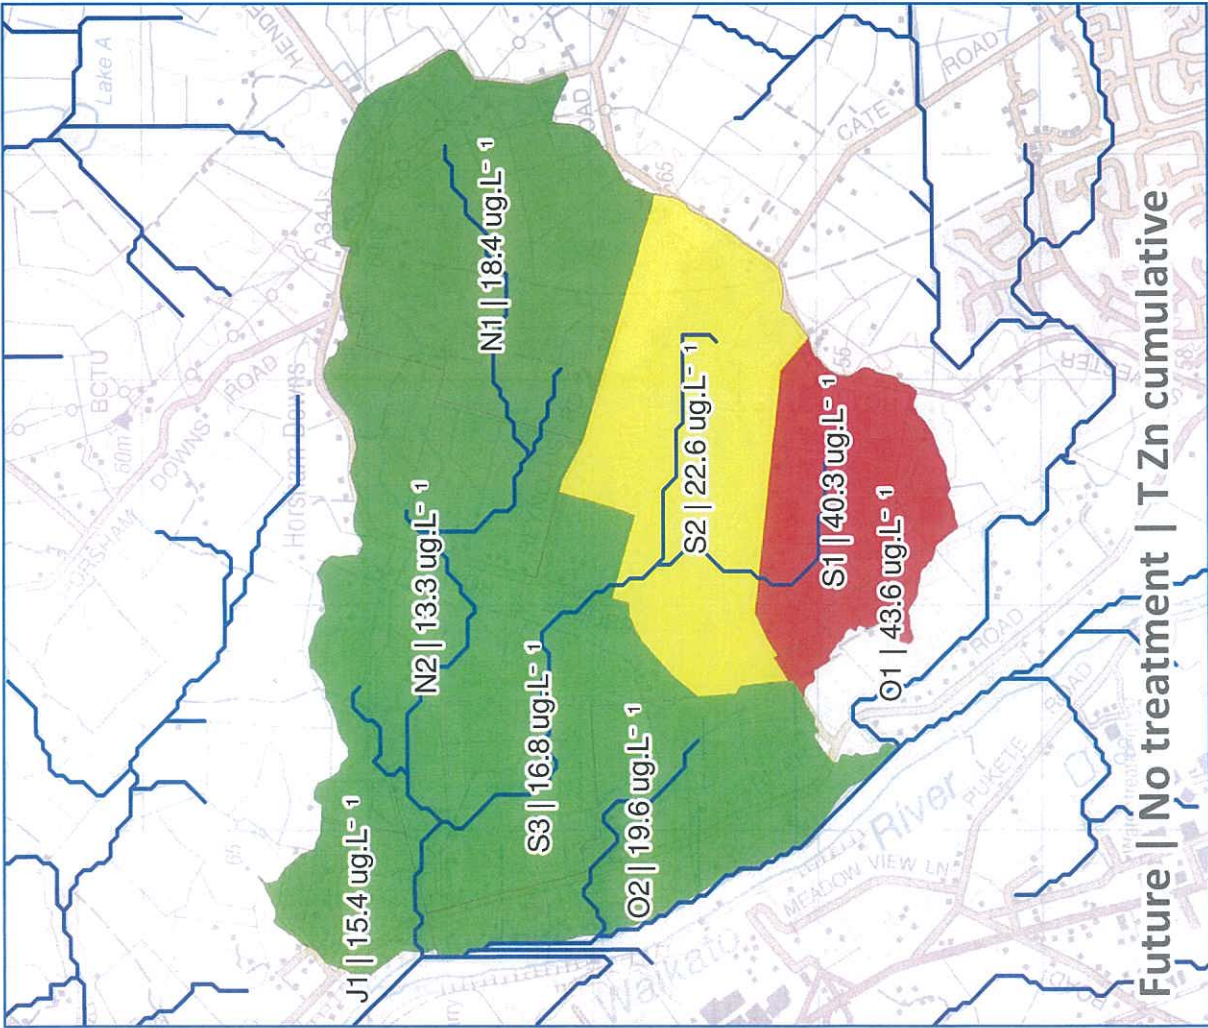 Future | No treatment | T Zn cumulative
J1 | 15.4 ug.L- 1
N2 | 13.3 ug.L- 1
N1 | 18.4 ug.L- 1
S3 | 16.8 ug.L- 1
O2 | 19.6 ug.L- 1
S2 | 22.6 ug.L- 1
S1 | 40.3 ug.L- 1
O1 | 43.6 ug.L- 1
Lake A
BCTU
60m
DOWNS
ROAD
Horsham Downs
65
CATE
ROAD
65
66
ROAD
ROAD
PUKETE
MEADOW VIEW LN
Waikato
River